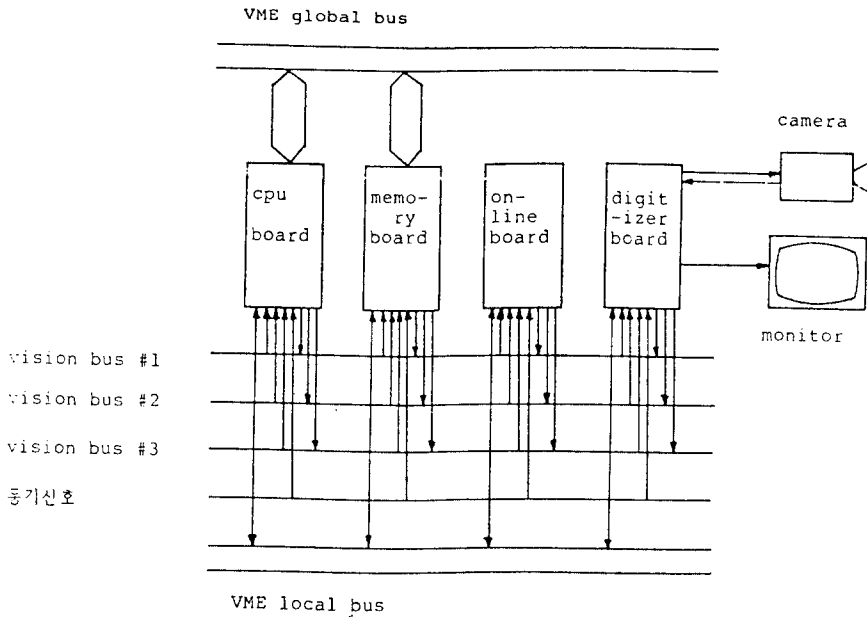 VME global bus
camera
cpu
board
memo-
ry
board
on-
line
board
digit
-izer
board
monitor
vision bus #1
vision bus #2
vision bus #3
동기신호
VME local bus